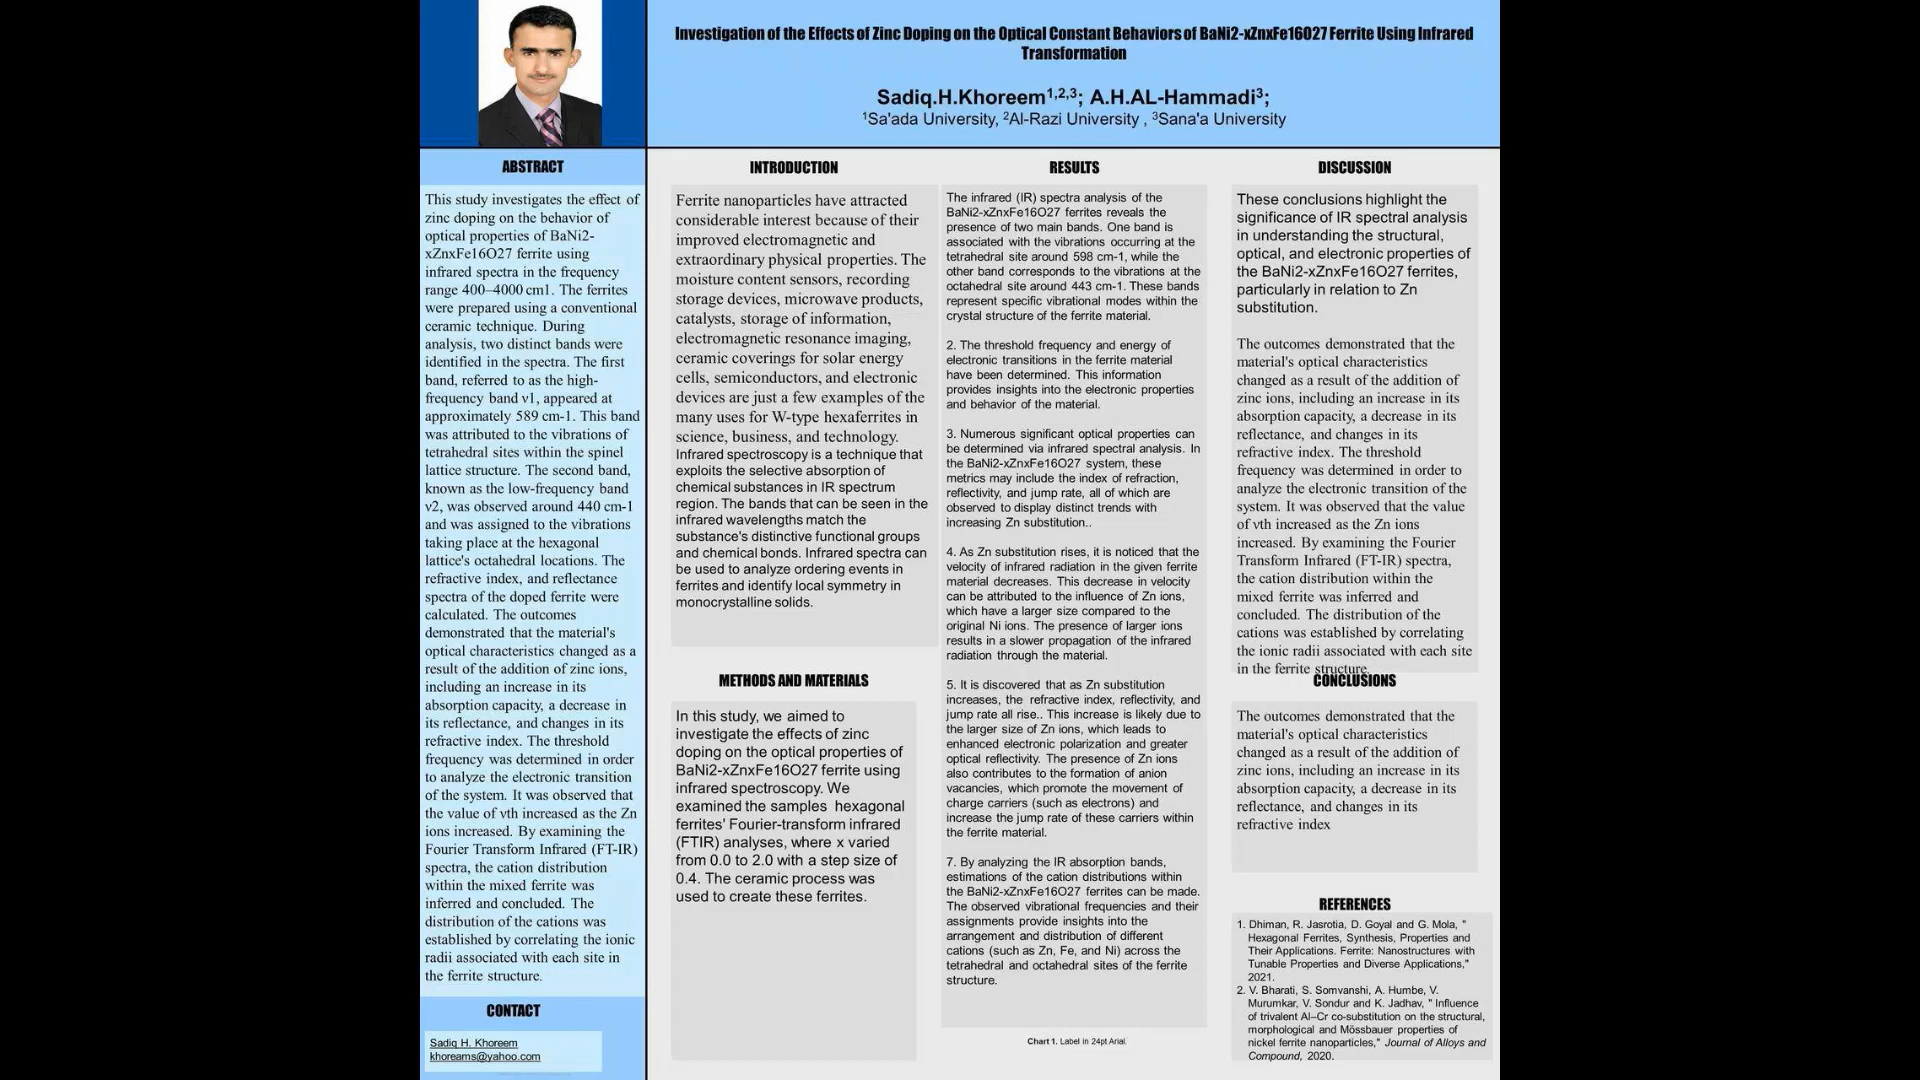 Investigation of the Effects of Zinc Doping on the Optical Constant Behaviors of BaNi2-xZnxFe16O27 Ferrite Using Infrared
Transformation
Sadiq.H.Khoreem1,2,3; A.H.AL-Hammadi3;
1Sa'ada University, 2Al-Razi University , 3Sana'a University
ABSTRACT
This study investigates the effect of
zinc doping on the behavior of
optical properties of BaNi2-
xZnxFe16O27 ferrite using
infrared spectra in the frequency
range 400–4000 cm1. The ferrites
were prepared using a conventional
ceramic technique. During
analysis, two distinct bands were
identified in the spectra. The first
band, referred to as the high-
frequency band ν1, appeared at
approximately 589 cm-1. This band
was attributed to the vibrations of
tetrahedral sites within the spinel
lattice structure. The second band,
known as the low-frequency band
ν2, was observed around 440 cm-1
and was assigned to the vibrations
taking place at the hexagonal
lattice's octahedral locations. The
refractive index, and reflectance
spectra of the doped ferrite were
calculated. The outcomes
demonstrated that the material's
optical characteristics changed as a
result of the addition of zinc ions,
including an increase in its
absorption capacity, a decrease in
its reflectance, and changes in its
refractive index. The threshold
frequency was determined in order
to analyze the electronic transition
of the system. It was observed that
the value of νth increased as the Zn
ions increased. By examining the
Fourier Transform Infrared (FT-IR)
spectra, the cation distribution
within the mixed ferrite was
inferred and concluded. The
distribution of the cations was
established by correlating the ionic
radii associated with each site in
the ferrite structure.
CONTACT
Sadiq H. Khoreem
khoreams@yahoo.com
INTRODUCTION
Ferrite nanoparticles have attracted
considerable interest because of their
improved electromagnetic and
extraordinary physical properties. The
moisture content sensors, recording
storage devices, microwave products,
catalysts, storage of information,
electromagnetic resonance imaging,
ceramic coverings for solar energy
cells, semiconductors, and electronic
devices are just a few examples of the
many uses for W-type hexaferrites in
science, business, and technology.
Infrared spectroscopy is a technique that
exploits the selective absorption of
chemical substances in IR spectrum
region. The bands that can be seen in the
infrared wavelengths match the
substance's distinctive functional groups
and chemical bonds. Infrared spectra can
be used to analyze ordering events in
ferrites and identify local symmetry in
monocrystalline solids.
METHODS AND MATERIALS
In this study, we aimed to
investigate the effects of zinc
doping on the optical properties of
BaNi2-xZnxFe16O27 ferrite using
infrared spectroscopy. We
examined the samples hexagonal
ferrites' Fourier-transform infrared
(FTIR) analyses, where x varied
from 0.0 to 2.0 with a step size of
0.4. The ceramic process was
used to create these ferrites.
RESULTS
The infrared (IR) spectra analysis of the
BaNi2-xZnxFe16O27 ferrites reveals the
presence of two main bands. One band is
associated with the vibrations occurring at the
tetrahedral site around 598 cm-1, while the
other band corresponds to the vibrations at the
octahedral site around 443 cm-1. These bands
represent specific vibrational modes within the
crystal structure of the ferrite material.
2. The threshold frequency and energy of
electronic transitions in the ferrite material
have been determined. This information
provides insights into the electronic properties
and behavior of the material.
3. Numerous significant optical properties can
be determined via infrared spectral analysis. In
the BaNi2-xZnxFe16O27 system, these
metrics may include the index of refraction,
reflectivity, and jump rate, all of which are
observed to display distinct trends with
increasing Zn substitution..
4. As Zn substitution rises, it is noticed that the
velocity of infrared radiation in the given ferrite
material decreases. This decrease in velocity
can be attributed to the influence of Zn ions,
which have a larger size compared to the
original Ni ions. The presence of larger ions
results in a slower propagation of the infrared
radiation through the material.
5. It is discovered that as Zn substitution
increases, the refractive index, reflectivity, and
jump rate all rise.. This increase is likely due to
the larger size of Zn ions, which leads to
enhanced electronic polarization and greater
optical reflectivity. The presence of Zn ions
also contributes to the formation of anion
vacancies, which promote the movement of
charge carriers (such as electrons) and
increase the jump rate of these carriers within
the ferrite material.
7. By analyzing the IR absorption bands,
estimations of the cation distributions within
the BaNi2-xZnxFe16O27 ferrites can be made.
The observed vibrational frequencies and their
assignments provide insights into the
arrangement and distribution of different
cations (such as Zn, Fe, and Ni) across the
tetrahedral and octahedral sites of the ferrite
structure.
Chart 1. Label in 24pt Arial.
DISCUSSION
These conclusions highlight the
significance of IR spectral analysis
in understanding the structural,
optical, and electronic properties of
the BaNi2-xZnxFe16O27 ferrites,
particularly in relation to Zn
substitution.
The outcomes demonstrated that the
material's optical characteristics
changed as a result of the addition of
zinc ions, including an increase in its
absorption capacity, a decrease in its
reflectance, and changes in its
refractive index. The threshold
frequency was determined in order to
analyze the electronic transition of the
system. It was observed that the value
of νth increased as the Zn ions
increased. By examining the Fourier
Transform Infrared (FT-IR) spectra,
the cation distribution within the
mixed ferrite was inferred and
concluded. The distribution of the
cations was established by correlating
the ionic radii associated with each site
in the ferrite structure.
CONCLUSIONS
The outcomes demonstrated that the
material's optical characteristics
changed as a result of the addition of
zinc ions, including an increase in its
absorption capacity, a decrease in its
reflectance, and changes in its
refractive index
REFERENCES
1. Dhiman, R. Jasrotia, D. Goyal and G. Mola, "
Hexagonal Ferrites, Synthesis, Properties and
Their Applications. Ferrite: Nanostructures with
Tunable Properties and Diverse Applications,"
2021.
2. V. Bharati, S. Somvanshi, A. Humbe, V.
Murumkar, V. Sondur and K. Jadhav, " Influence
of trivalent Al–Cr co-substitution on the structural,
morphological and Mössbauer properties of
nickel ferrite nanoparticles," Journal of Alloys and
Compound, 2020.